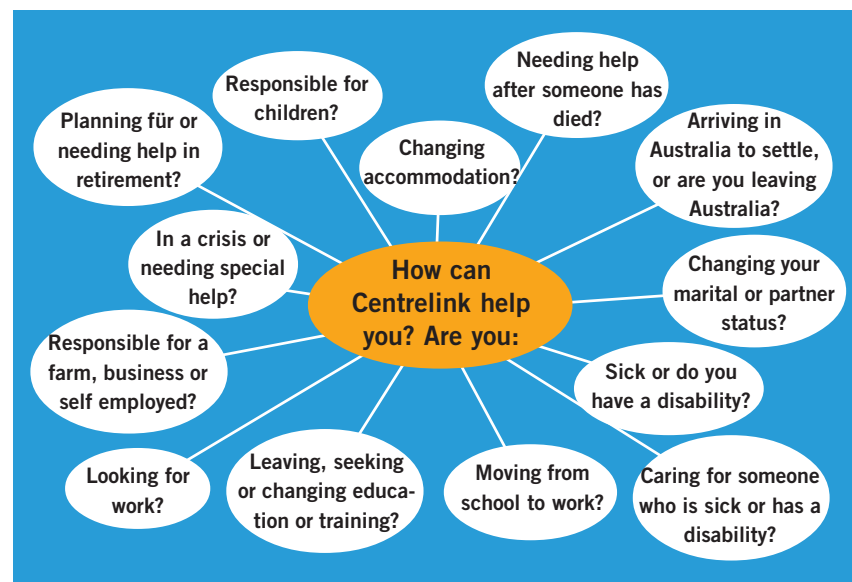 Needing help
after someone has
died?
Responsible for
children?
Planning für or
needing help in
retirement?
Changing
accommodation?
Arriving in
Australia to settle,
or are you leaving
Australia?
In a crisis or
needing special
help?
How can
Centrelink help
you? Are you:
Changing your
marital or partner
status?
Responsible for a
farm, business or
self employed?
Sick or do you
have a disability?
Looking for
work?
Leaving, seeking
or changing educa-
tion or training?
Moving from
school to work?
Caring for someone
who is sick or has a
disability?